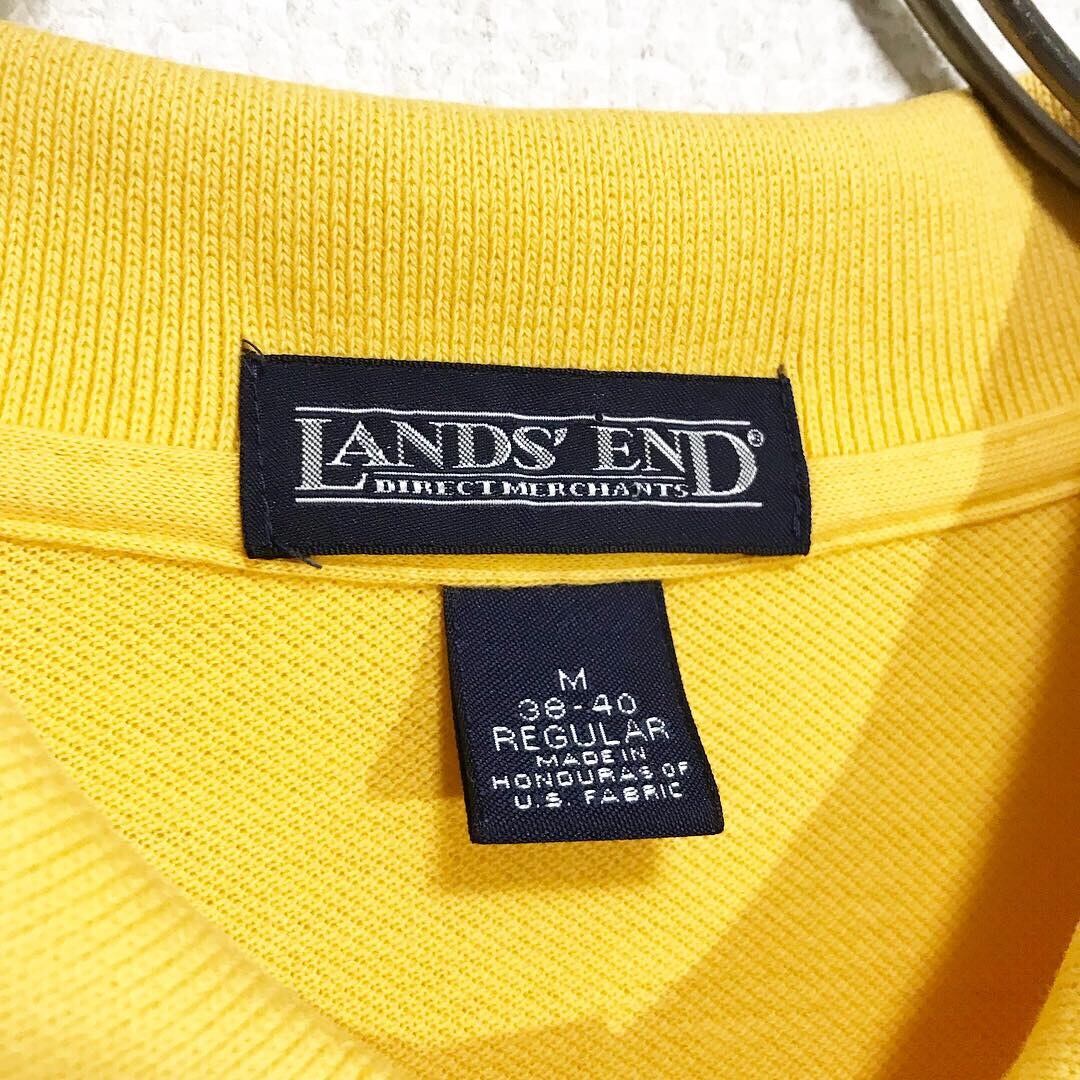 LANDS' END®
DIRECT MERCHANTS
M
38-40
REGULAR
MADE IN
HONDURAS OF
U.S. FABRIC